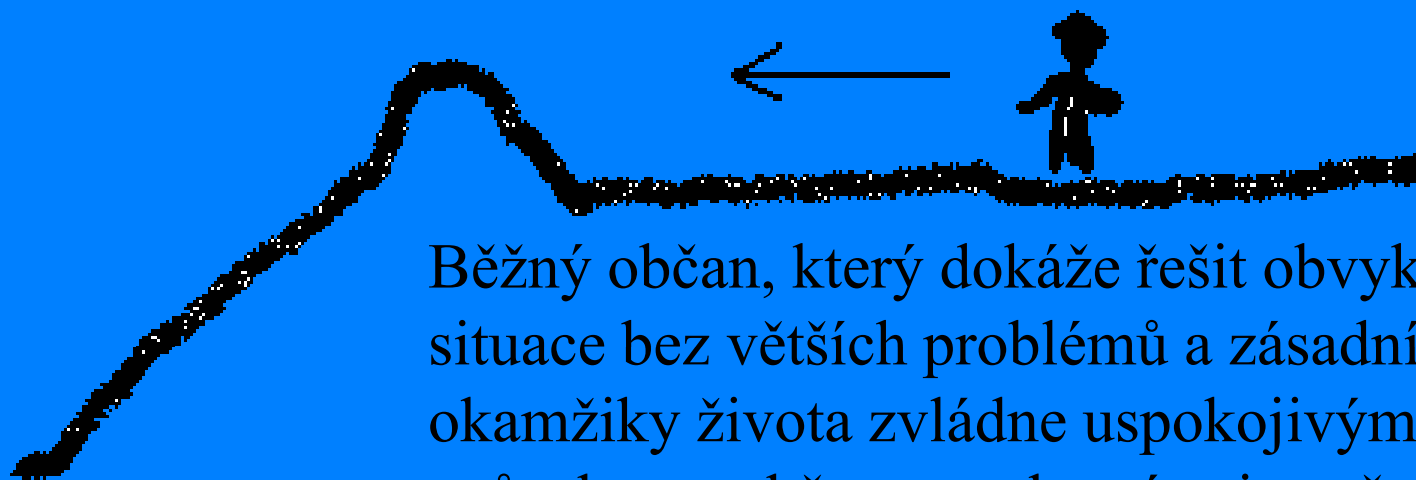 Běžný občan, který dokáže řešit obvyk
situace bez větších problémů a zásadní
okamžiky života zvládne uspokojivým